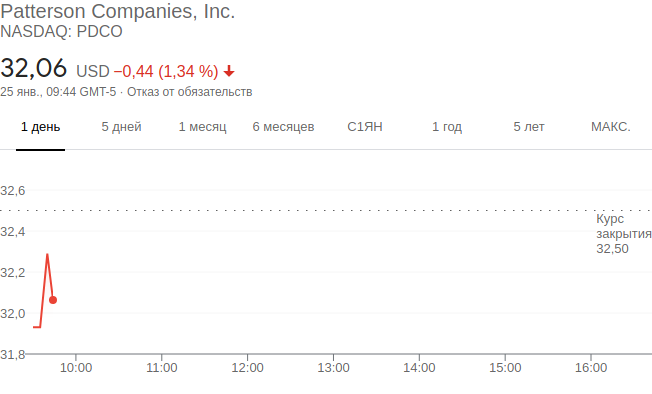 Patterson Companies, Inc.
NASDAQ: PDCO
32,06 USD −0,44 (1,34 %)
25 янв., 09:44 GMT-5 · Отказ от обязательств
1 день 5 дней 1 месяц 6 месяцев С1ЯН 1 год 5 лет МАКС.
32,6
Курс
32,4 закрытия
32,50
32,2
32,0
31,8
10:00 11:00 12:00 13:00 14:00 15:00 16:00